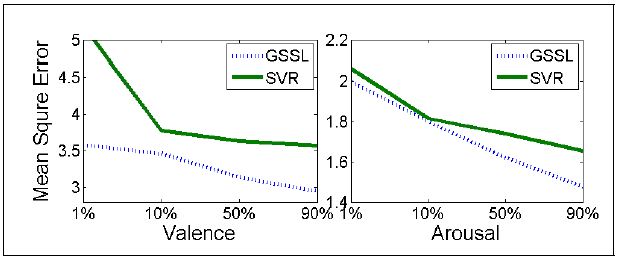 Mean Squre Error
5
4.5
4
3.5
3
GSSL
SVR
1% 10% 50% 90%
Valence
2.2
2
1.8
1.6
1.4
GSSL
SVR
1% 10% 50% 90%
Arousal